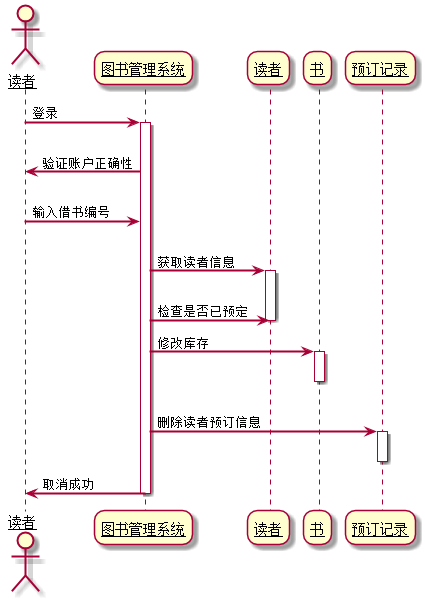 读者
图书管理系统
读者
书
预订记录
登录
验证账户正确性
输入借书编号
获取读者信息
检查是否已预定
修改库存
删除读者预订信息
取消成功
读者
图书管理系统
读者
书
预订记录